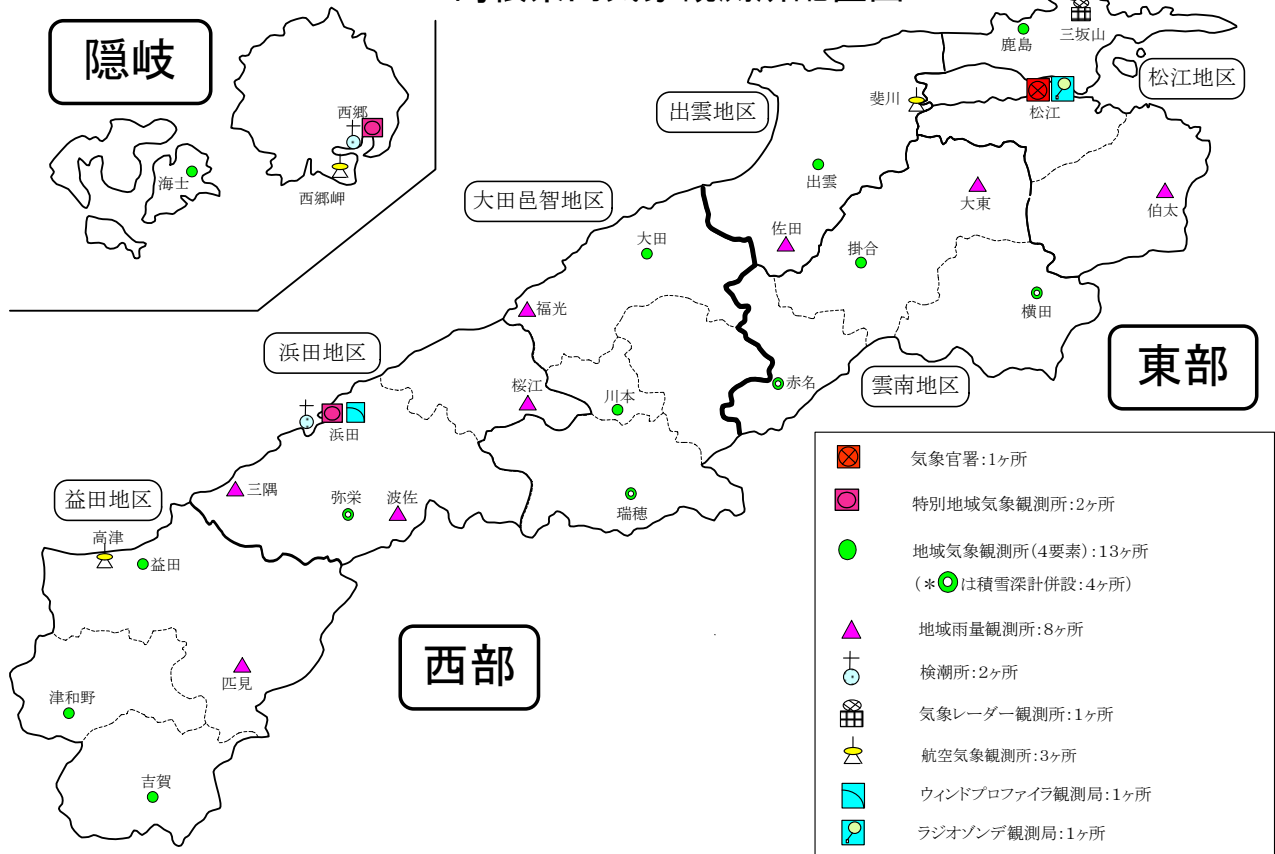 隠岐
西郷
西郷岬
海士
鹿島
三坂山
松江地区
斐川
松江
出雲地区
出雲
大東
伯太
佐田
掛合
横田
大田邑智地区
大田
福光
桜江
川本
赤名
瑞穂
雲南地区
東部
浜田地区
浜田
三隅
弥栄
波佐
益田地区
高津
益田
匹見
津和野
吉賀
西部
気象官署:1ヶ所
特別地域気象観測所:2ヶ所
地域気象観測所(4要素):13ヶ所
(*は積雪深計併設:4ヶ所)
地域雨量観測所:8ヶ所
検潮所:2ヶ所
気象レーダー観測所:1ヶ所
航空気象観測所:3ヶ所
ウィンドプロファイラ観測局:1ヶ所
ラジオゾンデ観測局:1ヶ所